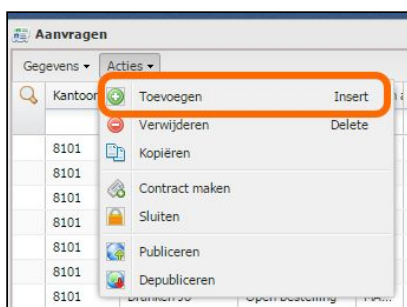 Aanvragen
Gegevens Acties
Kantoor
Toevoegen Insert
Verwijderen Delete
8101
Kopiëren
8101
8101
Contract maken
8101
Sluiten
8101
Publiceren
8101
Depubliceren
8101